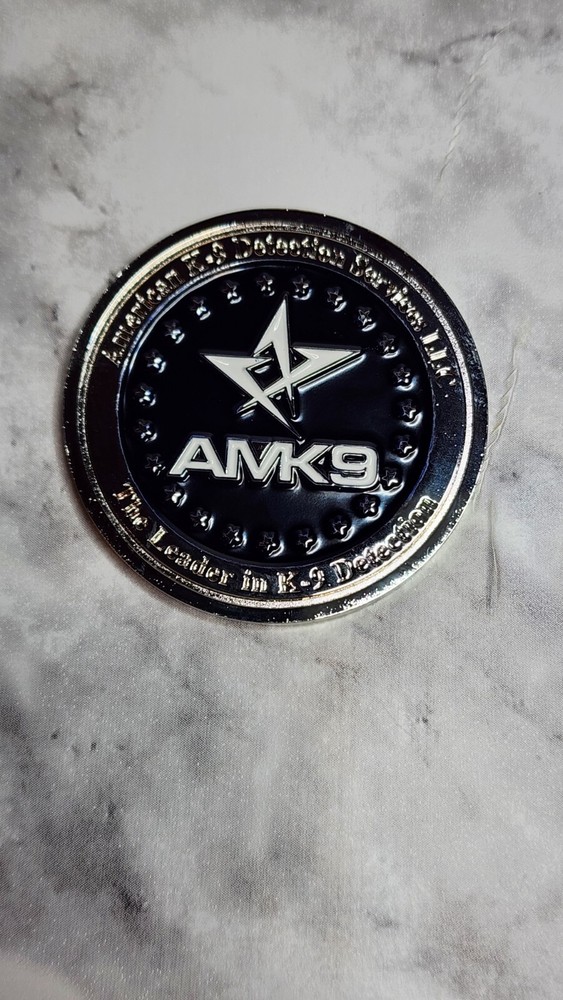 American K-9 Detection Services LLC
AMK9
The Leader in K-9 Detection